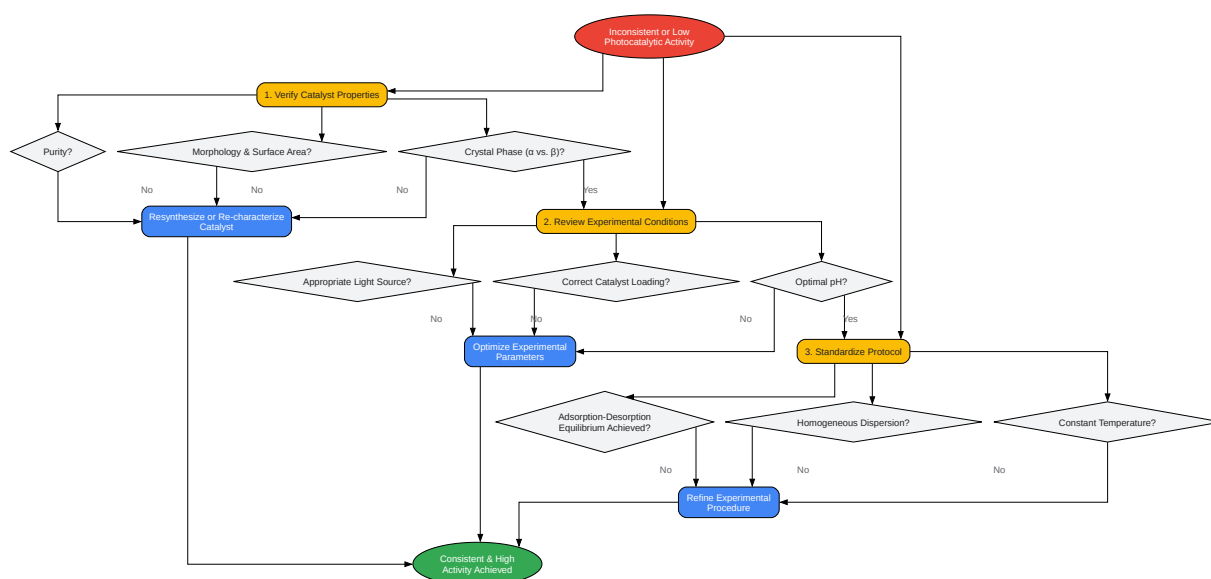 Inconsistent or Low
Photocatalytic Activity
1. Verify Catalyst Properties
Purity?
Morphology & Surface Area?
Crystal Phase (α vs. β)?
No
No
No
Yes
Resynthesize or Re-characterize
Catalyst
2. Review Experimental Conditions
Appropriate Light Source?
Correct Catalyst Loading?
Optimal pH?
No
No
No
Yes
Optimize Experimental
Parameters
3. Standardize Protocol
Adsorption-Desorption
Equilibrium Achieved?
Homogeneous Dispersion?
Constant Temperature?
No
No
No
Refine Experimental
Procedure
Consistent & High
Activity Achieved